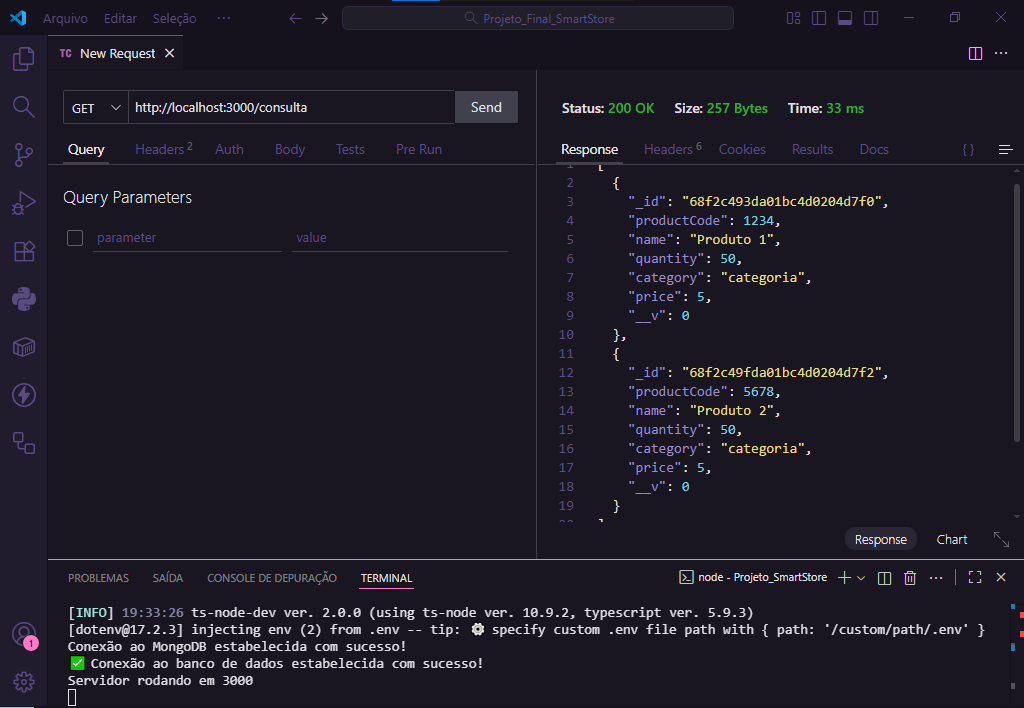 Arquivo Editar Seleção ···
Projeto_Final_SmartStore
TC New Request
GET http://localhost:3000/consulta Send
Query Headers 2 Auth Body Tests Pre Run
Query Parameters
parameter value
Status: 200 OK Size: 257 Bytes Time: 33 ms
Response Headers 6 Cookies Results Docs { }
1 [
2 {
3 "_id": "68f2c493da01bc4d0204d7f0",
4 "productCode": 1234,
5 "name": "Produto 1",
6 "quantity": 50,
7 "category": "categoria",
8 "price": 5,
9 "__v": 0
10 },
11 {
12 "_id": "68f2c49fda01bc4d0204d7f2",
13 "productCode": 5678,
14 "name": "Produto 2",
15 "quantity": 50,
16 "category": "categoria",
17 "price": 5,
18 "__v": 0
19 }
20 ]
Response Chart
PROBLEMAS SAÍDA CONSOLE DE DEPURAÇÃO TERMINAL
node - Projeto_SmartStore
[INFO] 19:33:26 ts-node-dev ver. 2.0.0 (using ts-node ver. 10.9.2, typescript ver. 5.9.3)
[dotenv@17.2.3] injecting env (2) from .env -- tip: ⚙️ specify custom .env file path with { path: '/custom/path/.env' }
Conexão ao MongoDB estabelecida com sucesso!
✅ Conexão ao banco de dados estabelecida com sucesso!
Servidor rodando em 3000
1